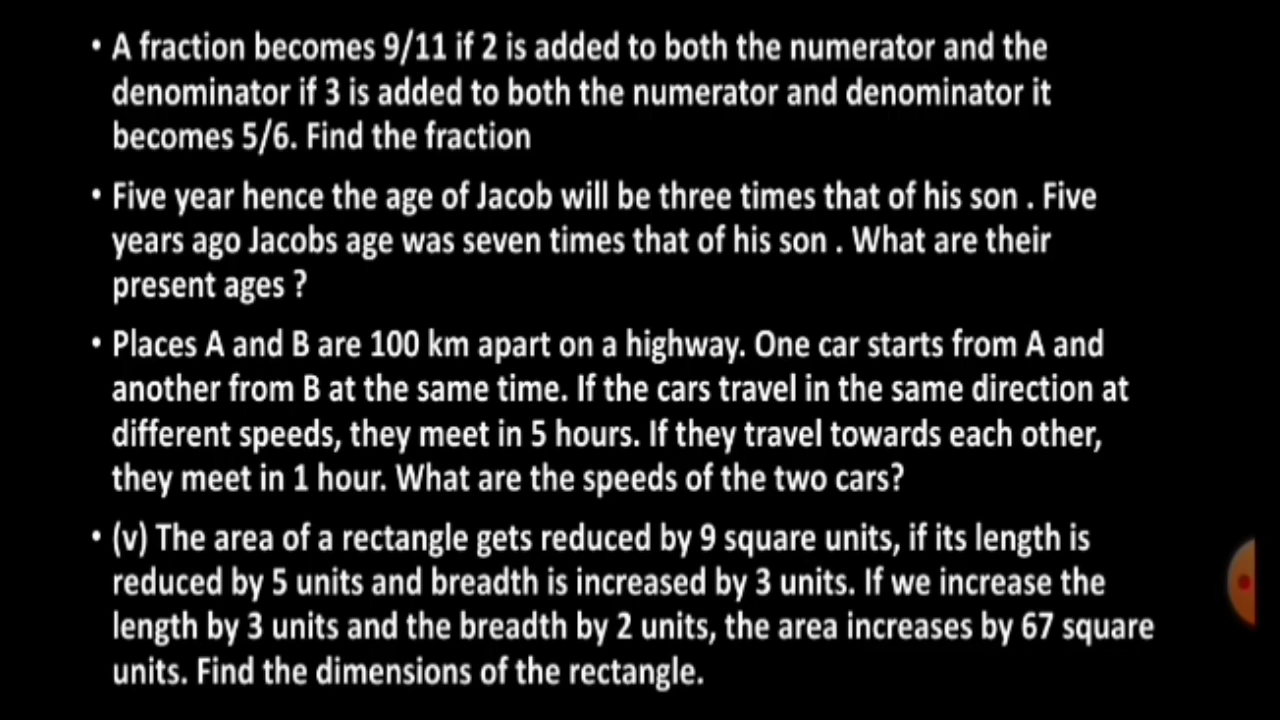 • A fraction becomes 9/11 if 2 is added to both the numerator and the
denominator if 3 is added to both the numerator and denominator it
becomes 5/6. Find the fraction
• Five year hence the age of Jacob will be three times that of his son . Five
years ago Jacobs age was seven times that of his son . What are their
present ages ?
• Places A and B are 100 km apart on a highway. One car starts from A and
another from B at the same time. If the cars travel in the same direction at
different speeds, they meet in 5 hours. If they travel towards each other,
they meet in 1 hour. What are the speeds of the two cars?
• (v) The area of a rectangle gets reduced by 9 square units, if its length is
reduced by 5 units and breadth is increased by 3 units. If we increase the
length by 3 units and the breadth by 2 units, the area increases by 67 square
units. Find the dimensions of the rectangle.